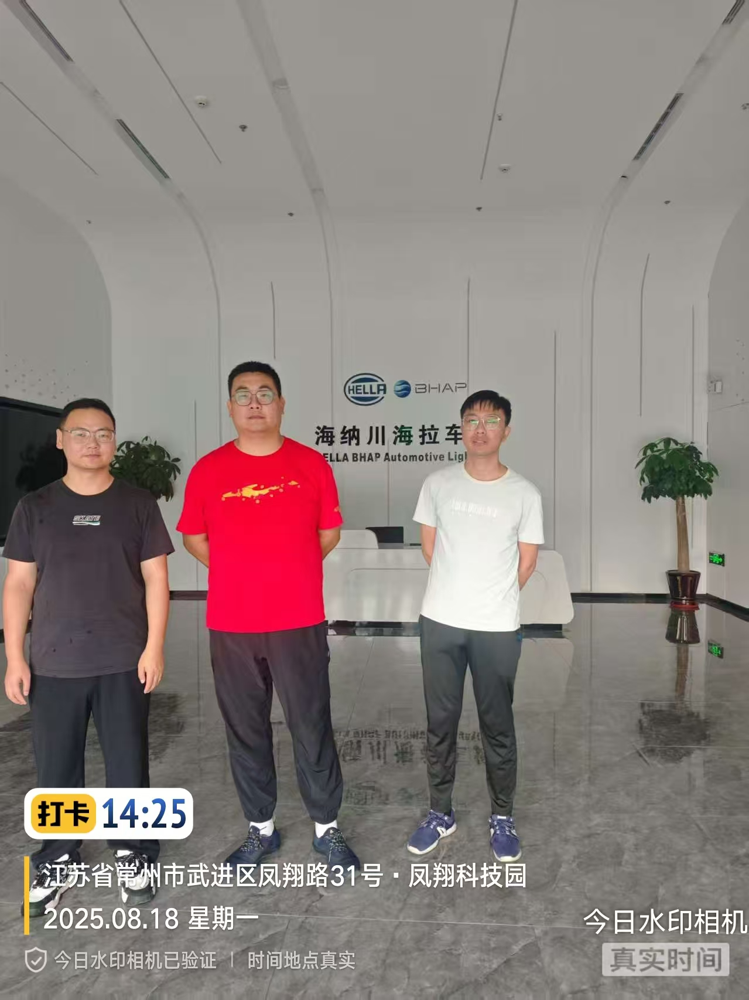 HELLA BHAP
海纳川海拉车
ELLA BHAP Automotive Lig
SKATE
打卡 14:25
江苏省常州市武进区凤翔路31号·凤翔科技园
2025.08.18 星期一
今日水印相机已验证 | 时间地点真实
今日水印相机
真实时间